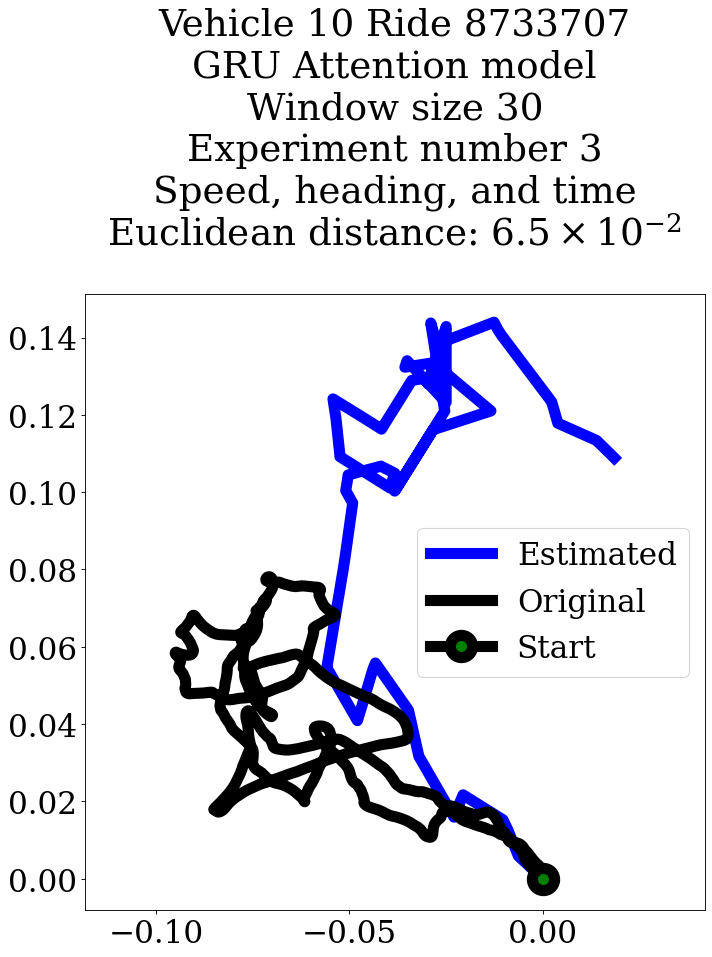 Vehicle 10 Ride 8733707
GRU Attention model
Window size 30
Experiment number 3
Speed, heading, and time
Euclidean distance: 6.5 × 10⁻²
0.14
0.12
0.10
0.08
0.06
0.04
0.02
0.00
Estimated
Original
Start
−0.10
−0.05
0.00